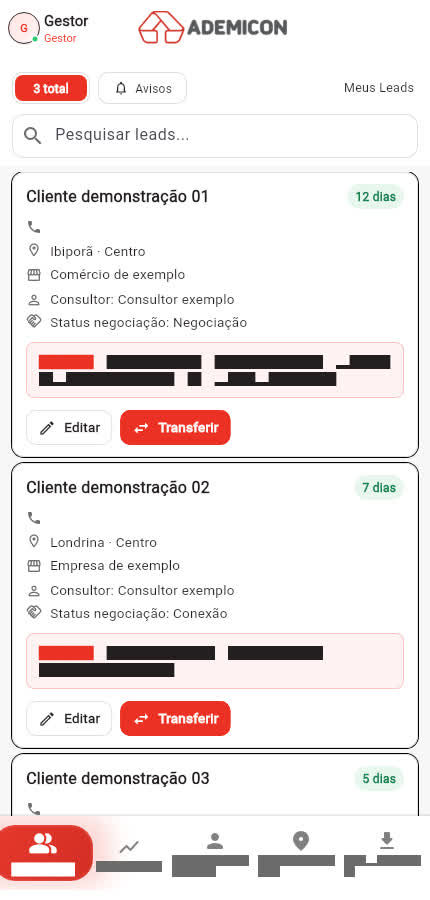 Gestor
G
Gestor
ADEMICON
3 total
Avisos
Meus Leads
Pesquisar leads...
Cliente demonstração 01
12 dias
Ibiporã · Centro
Comércio de exemplo
Consultor: Consultor exemplo
Status negociação: Negociação
Editar
Transferir
Cliente demonstração 02
7 dias
Londrina · Centro
Empresa de exemplo
Consultor: Consultor exemplo
Status negociação: Conexão
Editar
Transferir
Cliente demonstração 03
5 dias